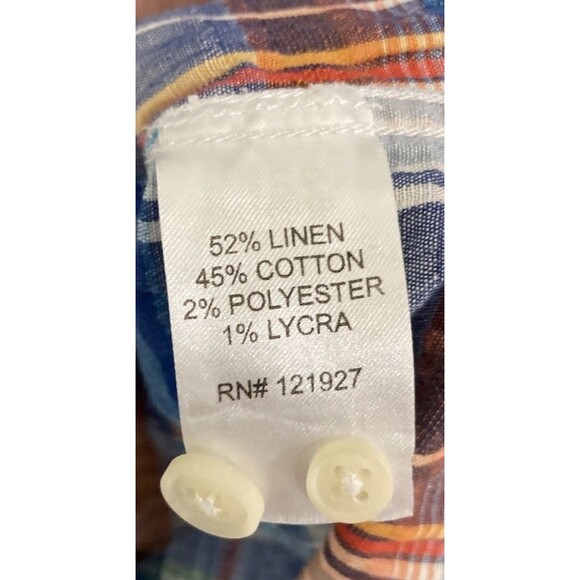 52% LINEN
45% COTTON
2% POLYESTER
1% LYCRA
RN# 121927